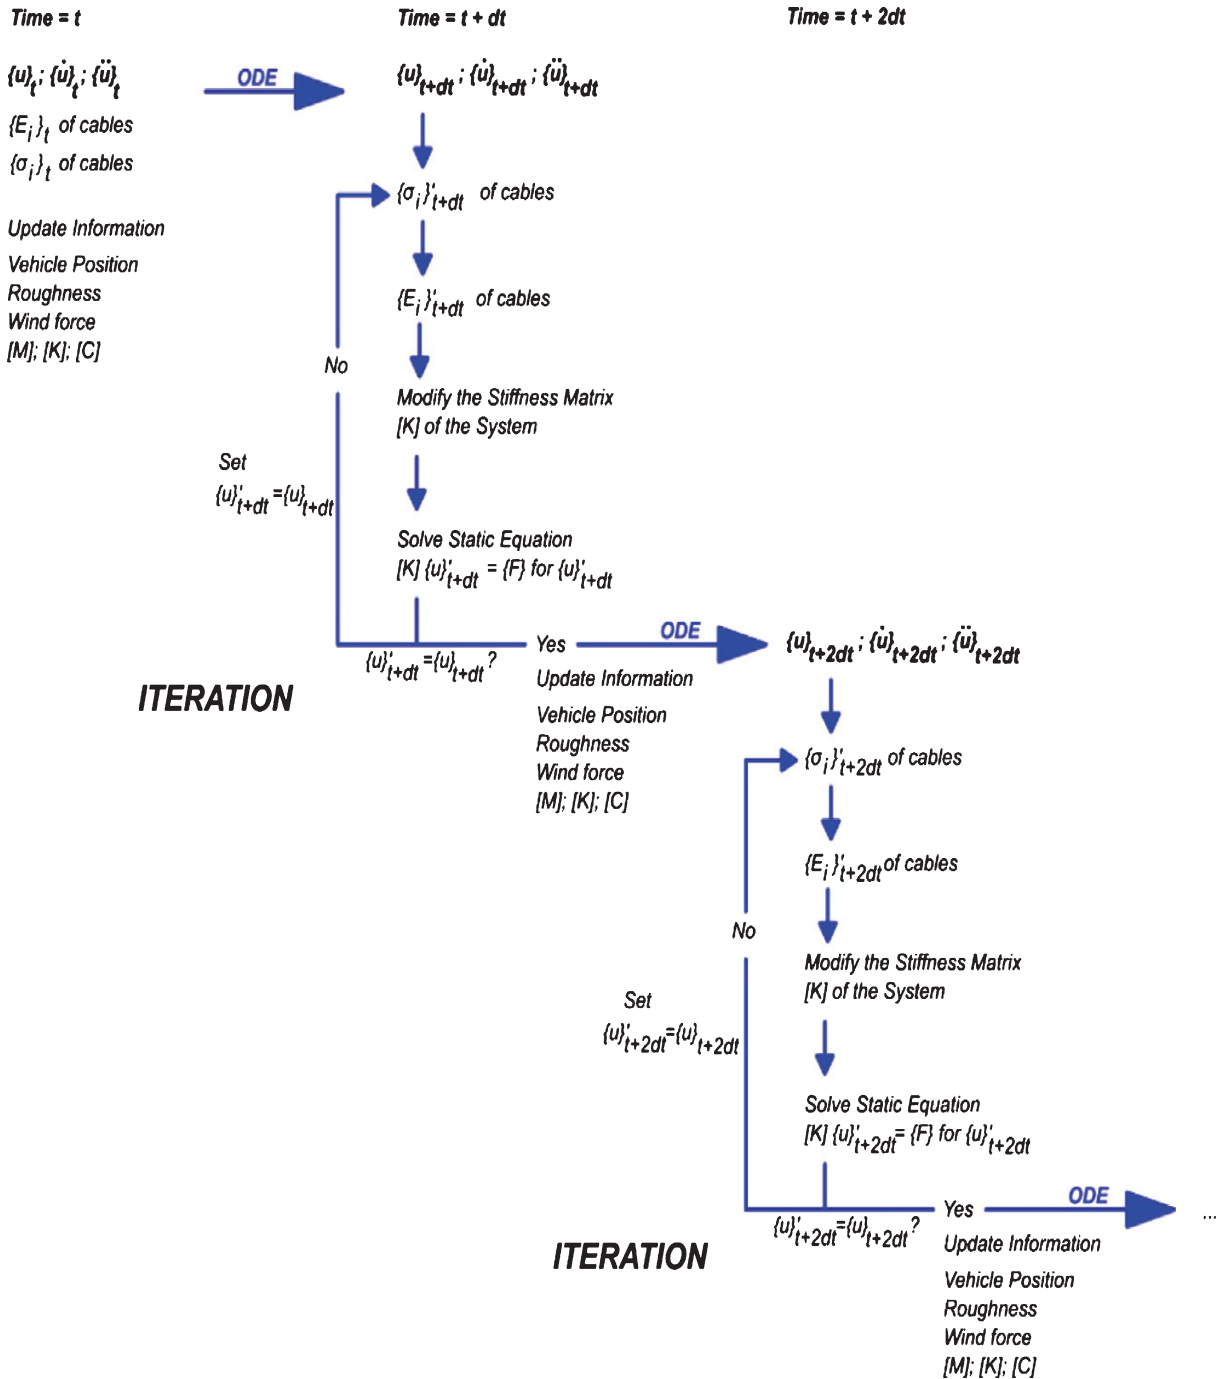 Time = t
Time = t + dt
Time = t + 2dt
{u}t ; {u̇}t ; {ü}t
ODE
{u}t+dt ; {u̇}t+dt ; {ü}t+dt
{Ei}t of cables
{σi}t of cables
{σi}'t+dt of cables
Update Information
Vehicle Position
Roughness
Wind force
[M]; [K]; [C]
{Ei}'t+dt of cables
No
Modify the Stiffness Matrix
[K] of the System
Set
{u}'t+dt={u}t+dt
Solve Static Equation
[K] {u}'t+dt = {F} for {u}'t+dt
{u}'t+dt={u}t+dt ?
Yes
ODE
{u}t+2dt ; {u̇}t+2dt ; {ü}t+2dt
ITERATION
Update Information
Vehicle Position
Roughness
Wind force
[M]; [K]; [C]
{σi}'t+2dt of cables
{Ei}'t+2dt of cables
No
Modify the Stiffness Matrix
[K] of the System
Set
{u}'t+2dt={u}t+2dt
Solve Static Equation
[K] {u}'t+2dt= {F} for {u}'t+2dt
{u}'t+2dt={u}t+2dt ?
Yes
ODE
...
ITERATION
Update Information
Vehicle Position
Roughness
Wind force
[M]; [K]; [C]